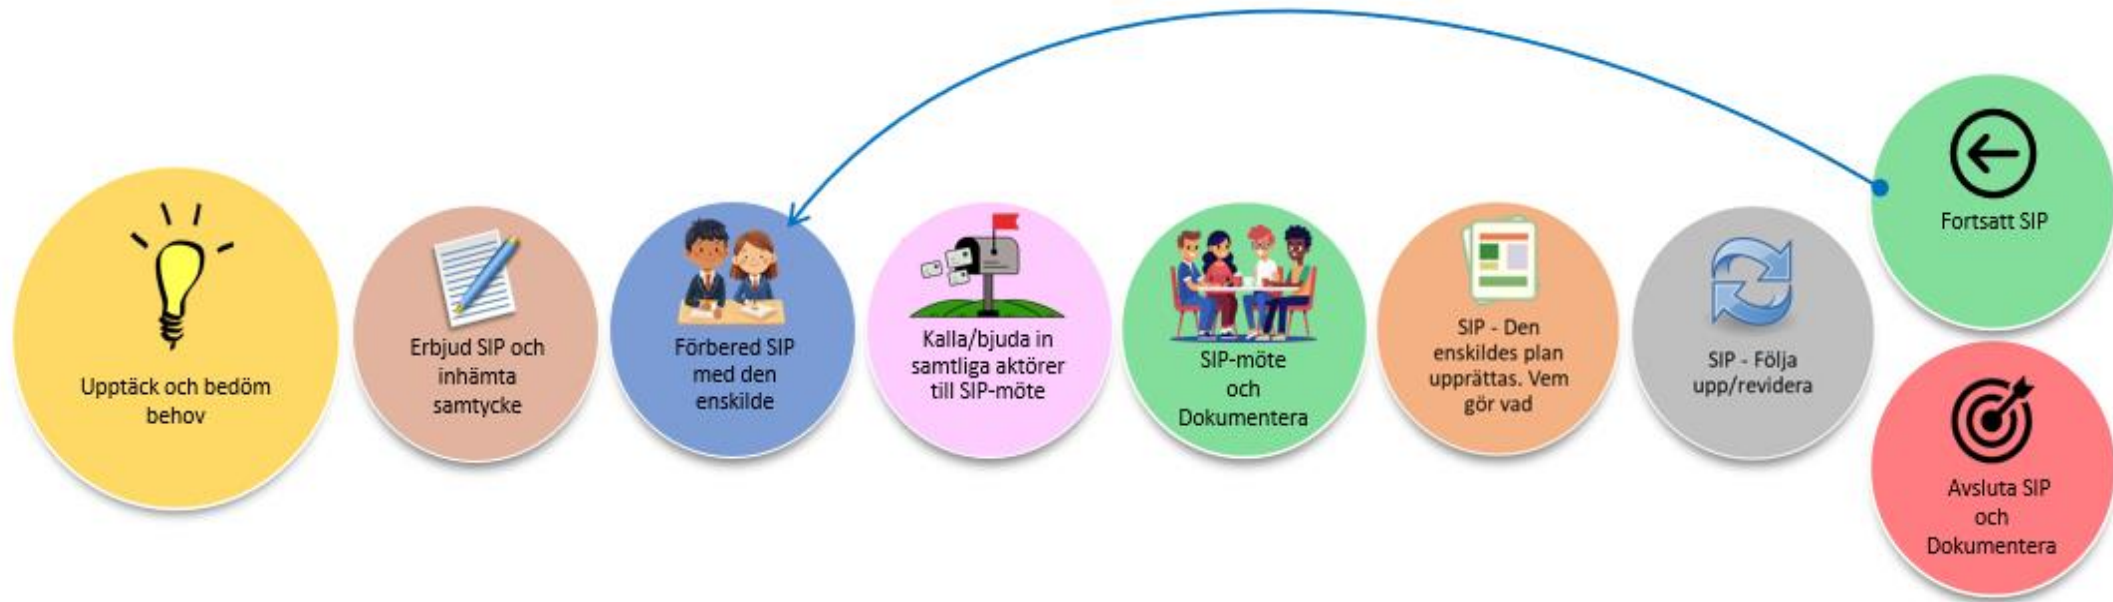 Upptäck och bedöm
behov
Erbjud SIP och
inhämta
samtycke
Förbered SIP
med den
enskilde
Kalla/bjuda in
samtliga aktörer
till SIP-möte
SIP-möte
och
Dokumentera
SIP - Den
enskildes plan
upprättas. Vem
gör vad
SIP - Följa
upp/revidera
Fortsatt SIP
Avsluta SIP
och
Dokumentera